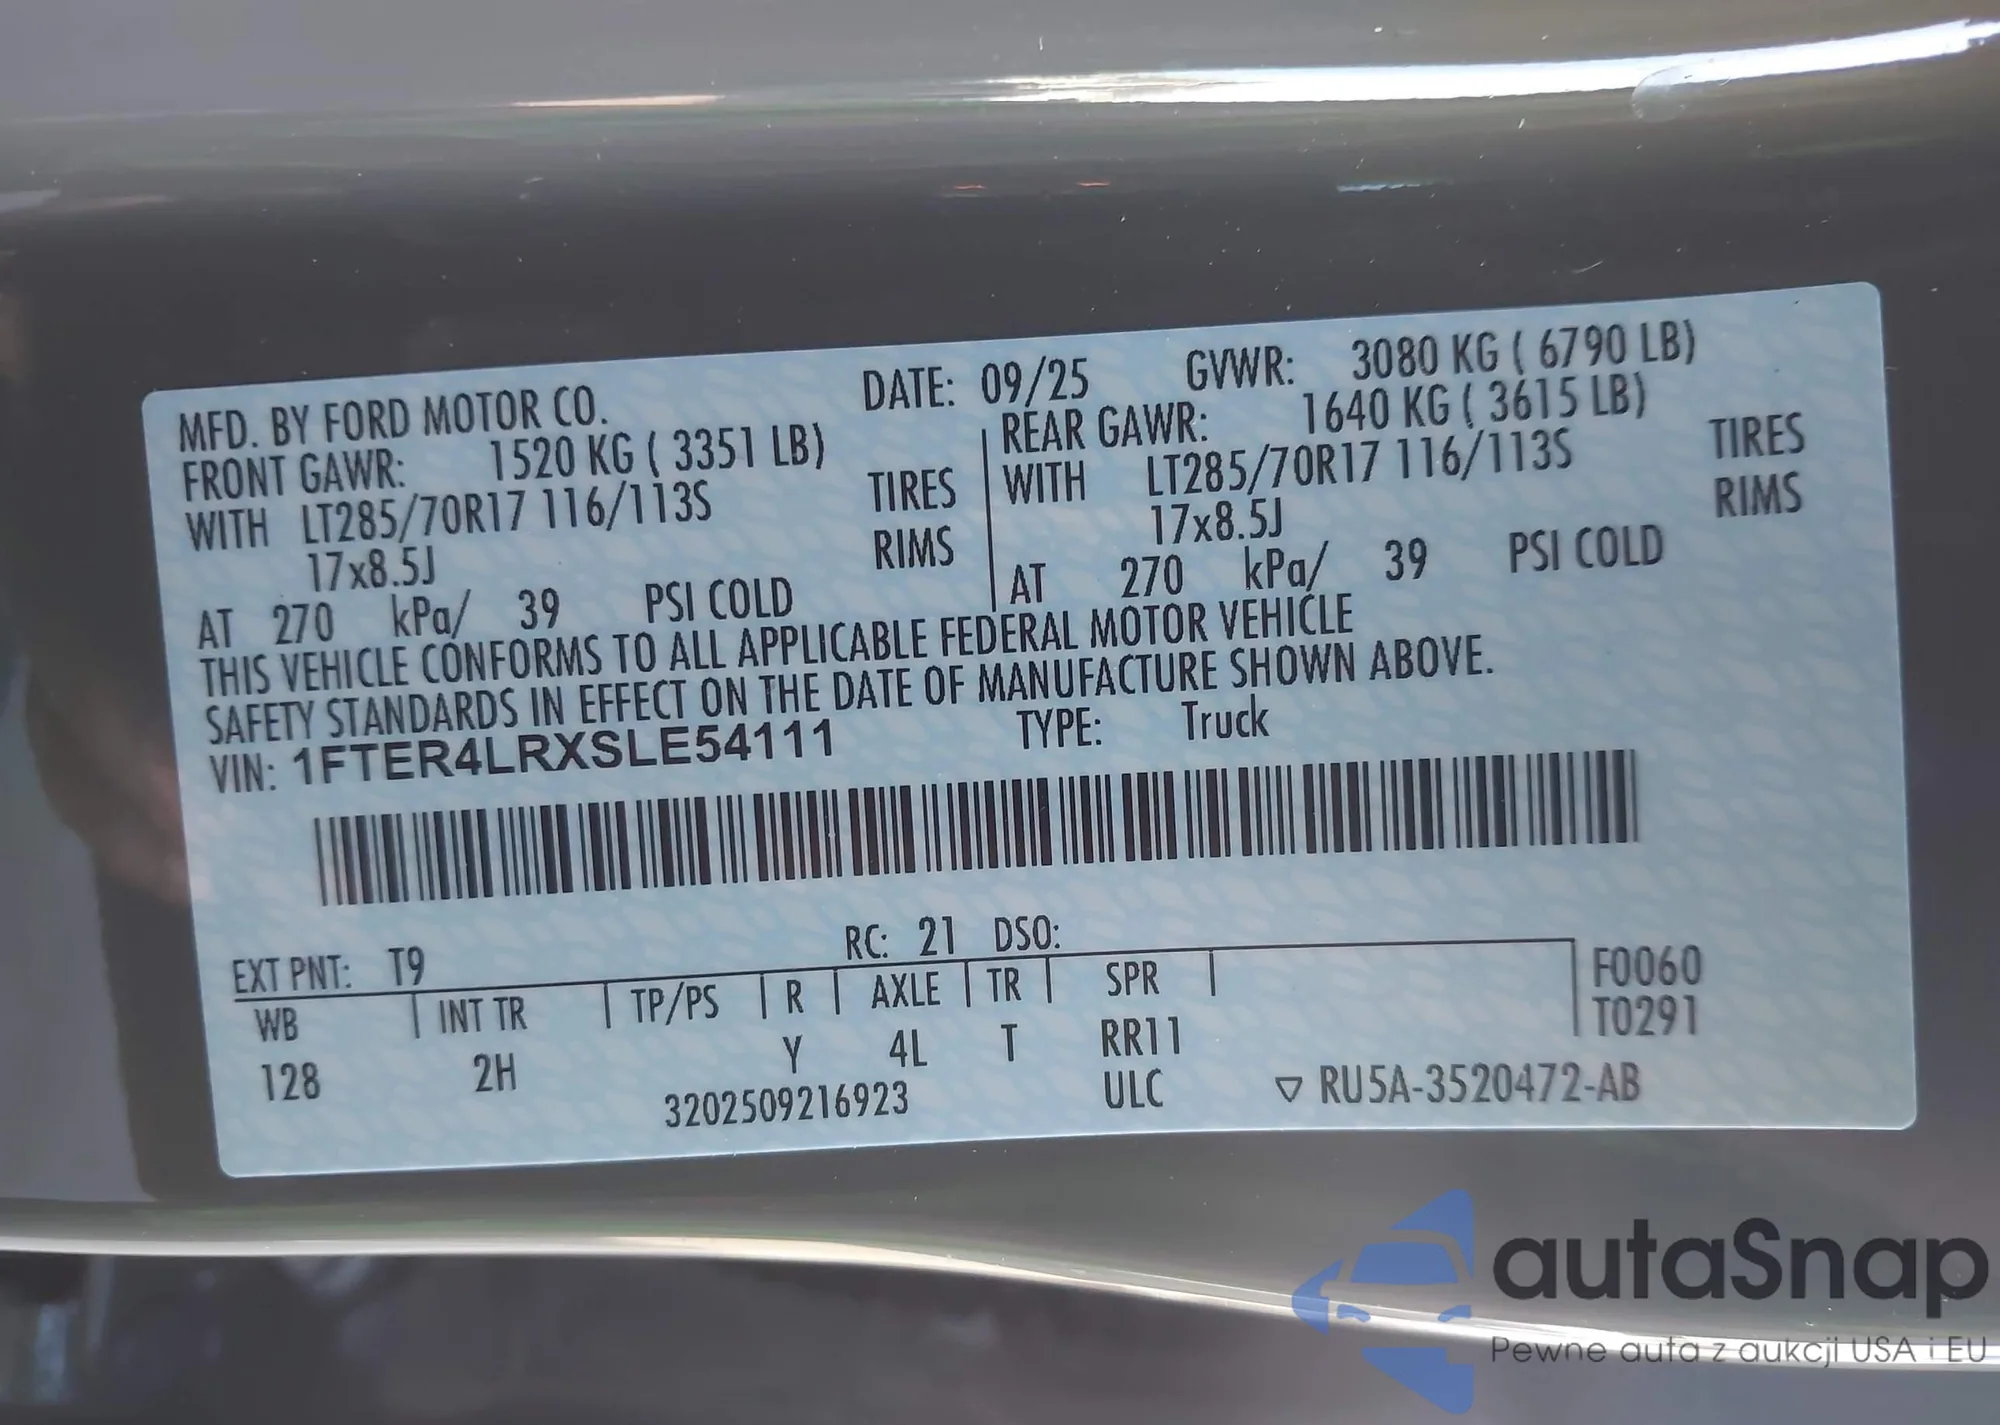 MFD. BY FORD MOTOR CO. DATE: 09/25 GVWR: 3080 KG ( 6790 LB)
FRONT GAWR: 1520 KG ( 3351 LB) REAR GAWR: 1640 KG ( 3615 LB)
WITH LT285/70R17 116/113S TIRES WITH LT285/70R17 116/113S TIRES
17x8.5J RIMS 17x8.5J RIMS
AT 270 kPa/ 39 PSI COLD AT 270 kPa/ 39 PSI COLD
THIS VEHICLE CONFORMS TO ALL APPLICABLE FEDERAL MOTOR VEHICLE
SAFETY STANDARDS IN EFFECT ON THE DATE OF MANUFACTURE SHOWN ABOVE.
VIN: 1FTER4LRXSLE54111 TYPE: Truck
EXT PNT: T9 RC: 21 DSO:
WB INT TR TP/PS R AXLE TR SPR F0060
128 2H Y 4L T RR11 T0291
3202509216923 ULC ▽ RU5A-3520472-AB
autaSnap
Pewne auta z aukcji USA i EU